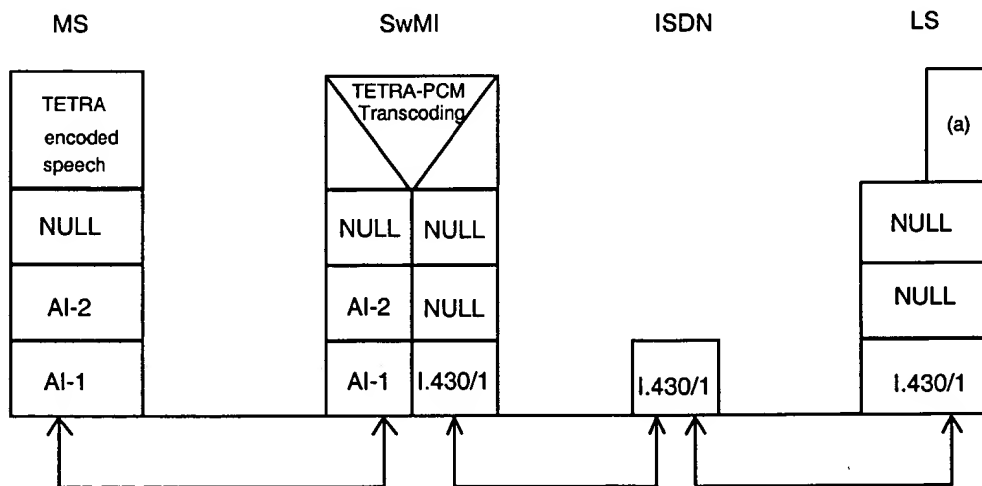 MS SwMI ISDN LS
TETRA
encoded
speech
TETRA-PCM
Transcoding
(a)
NULL NULL NULL NULL
AI-2 AI-2 NULL NULL
AI-1 AI-1 I.430/1 I.430/1 I.430/1